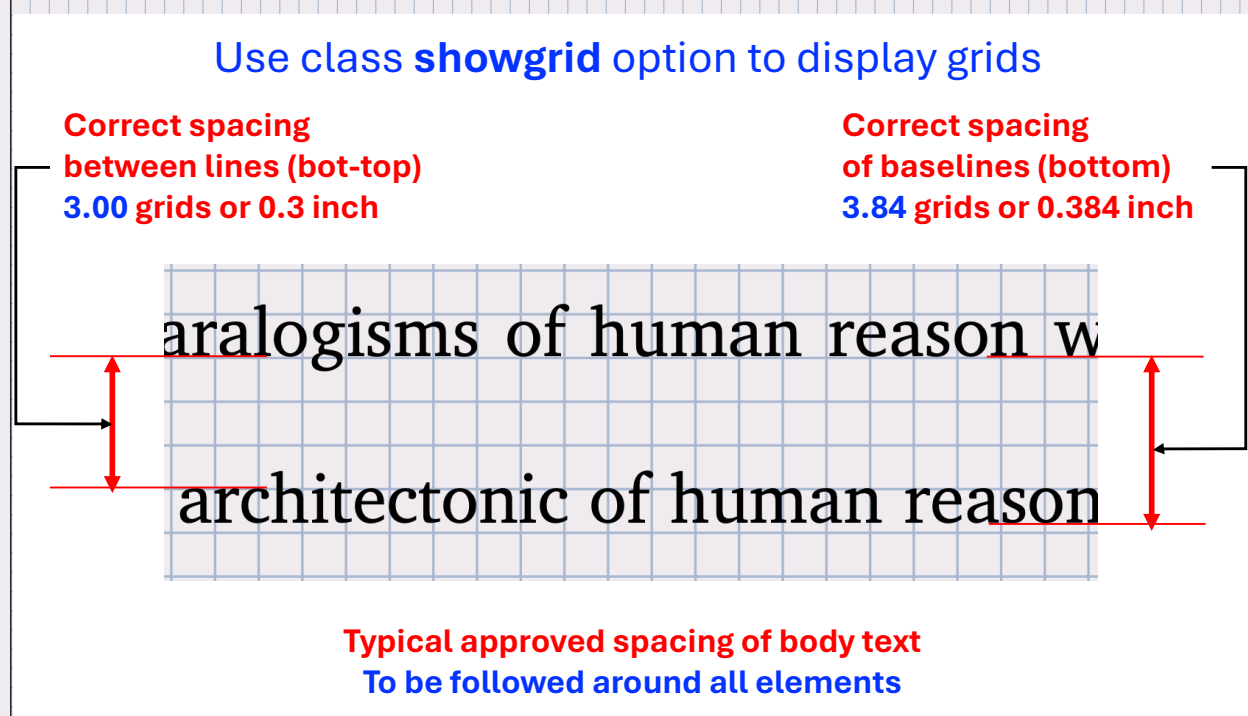 Use class showgrid option to display grids
Correct spacing
between lines (bot-top)
3.00 grids or 0.3 inch
Correct spacing
of baselines (bottom)
3.84 grids or 0.384 inch
aralogisms of human reason w
architectonic of human reason
Typical approved spacing of body text
To be followed around all elements